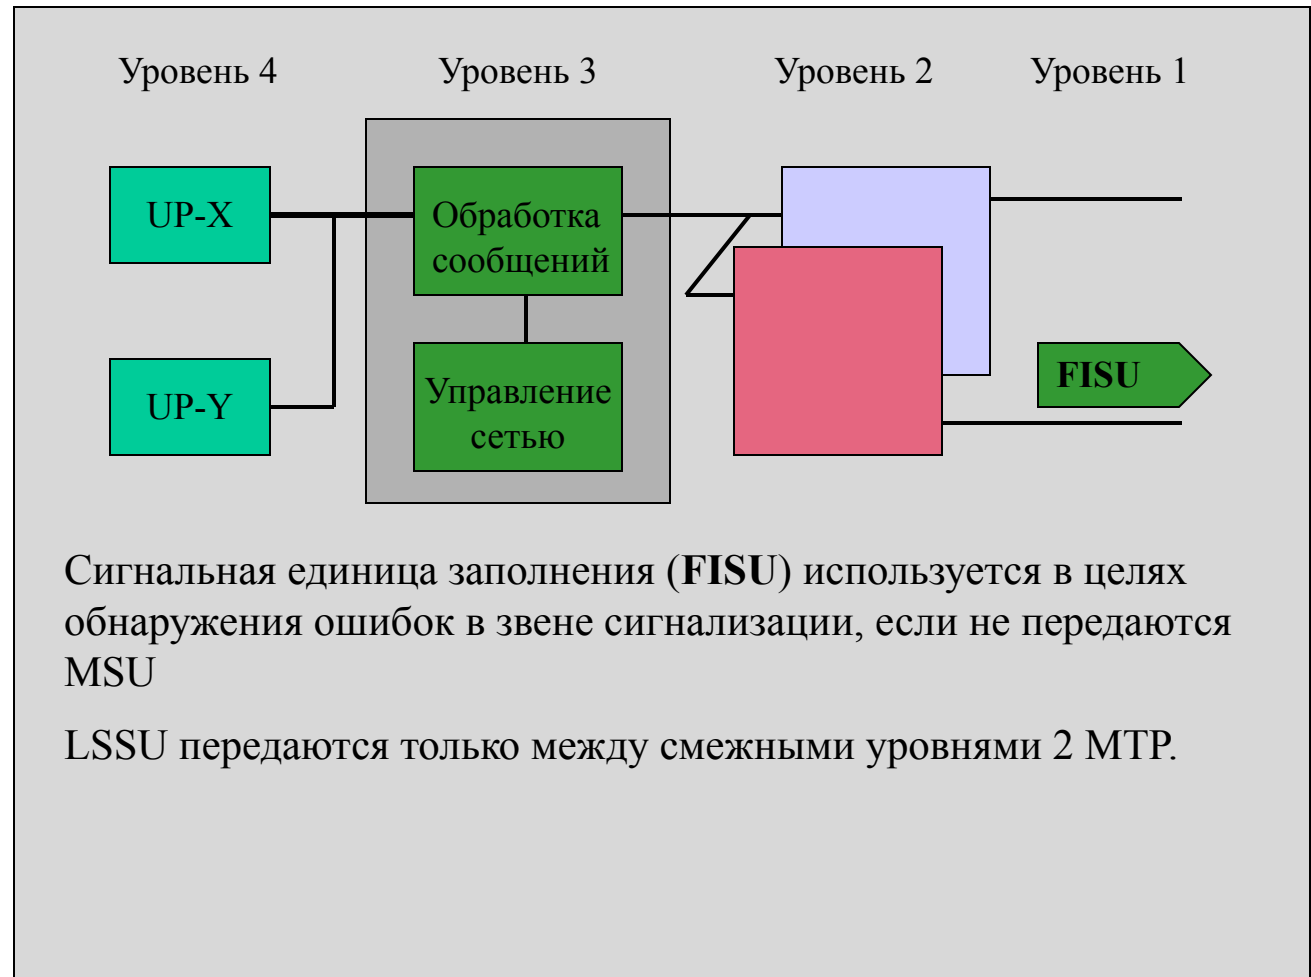 Уровень 4
Уровень 3
Уровень 2
Уровень 1
UP-X
Обработка
сообщений
UP-Y
Управление
сетью
FISU
Сигнальная единица заполнения (FISU) используется в целях
обнаружения ошибок в звене сигнализации, если не передаются
MSU
LSSU передаются только между смежными уровнями 2 MTP.